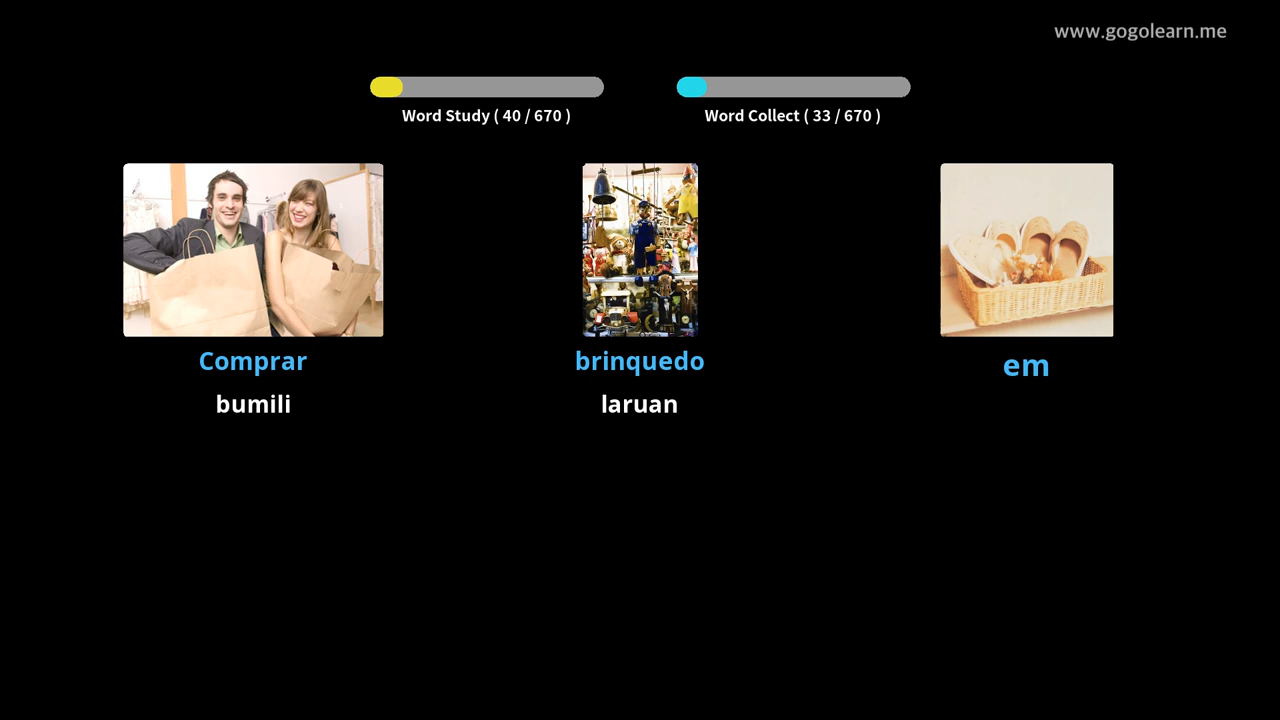 www.gogolearn.me
Word Study ( 40 / 670 )
Word Collect ( 33 / 670 )
Comprar
brinquedo
em
bumili
laruan